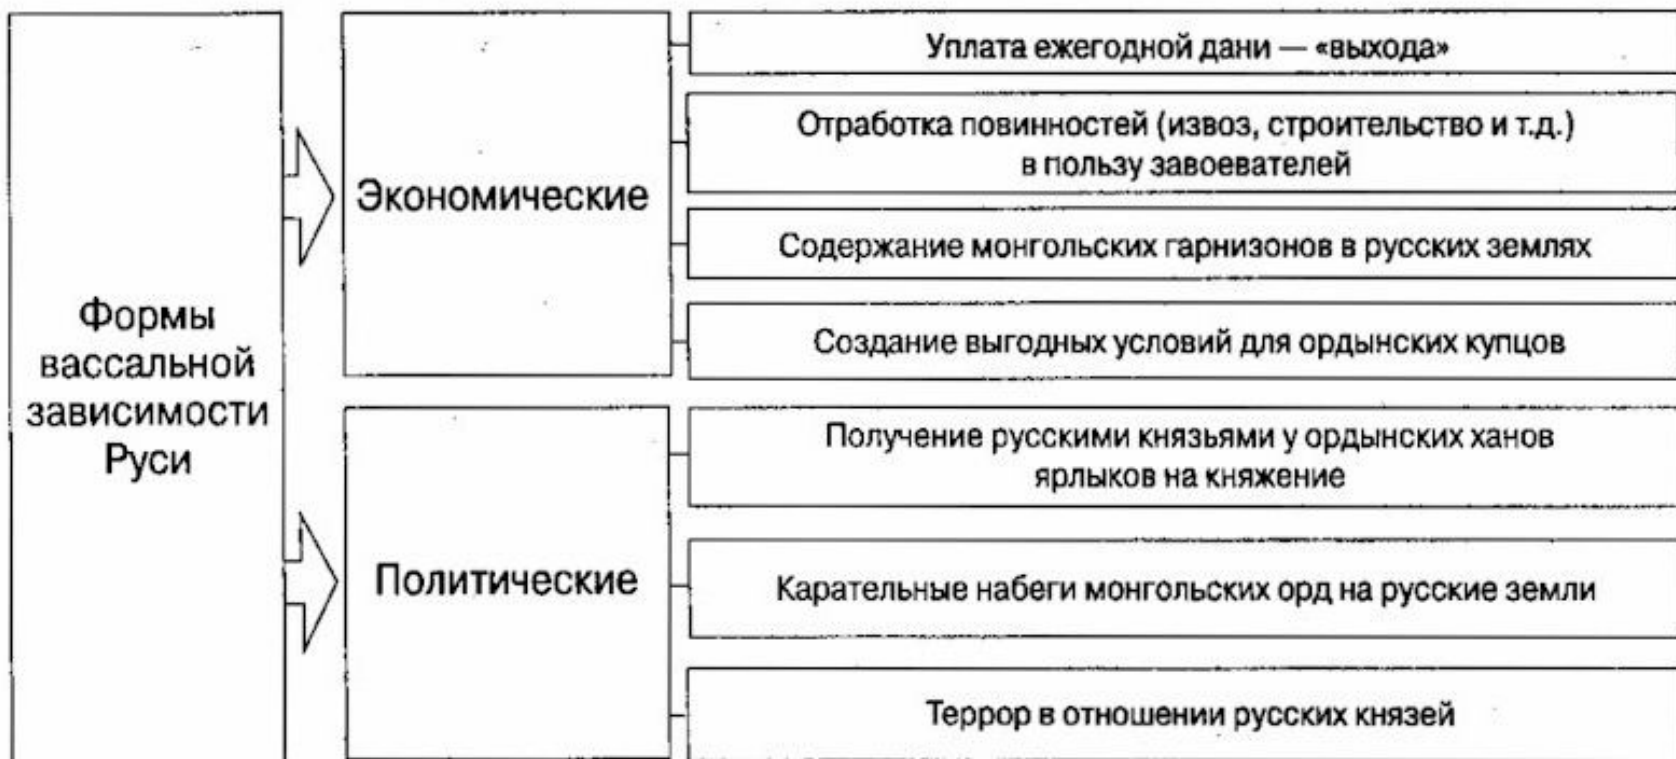 Формы
вассальной
зависимости
Руси
Экономические
Уплата ежегодной дани — «выхода»
Отработка повинностей (извоз, строительство и т.д.)
в пользу завоевателей
Содержание монгольских гарнизонов в русских землях
Создание выгодных условий для ордынских купцов
Политические
Получение русскими князьями у ордынских ханов
ярлыков на княжение
Карательные набеги монгольских орд на русские земли
Террор в отношении русских князей